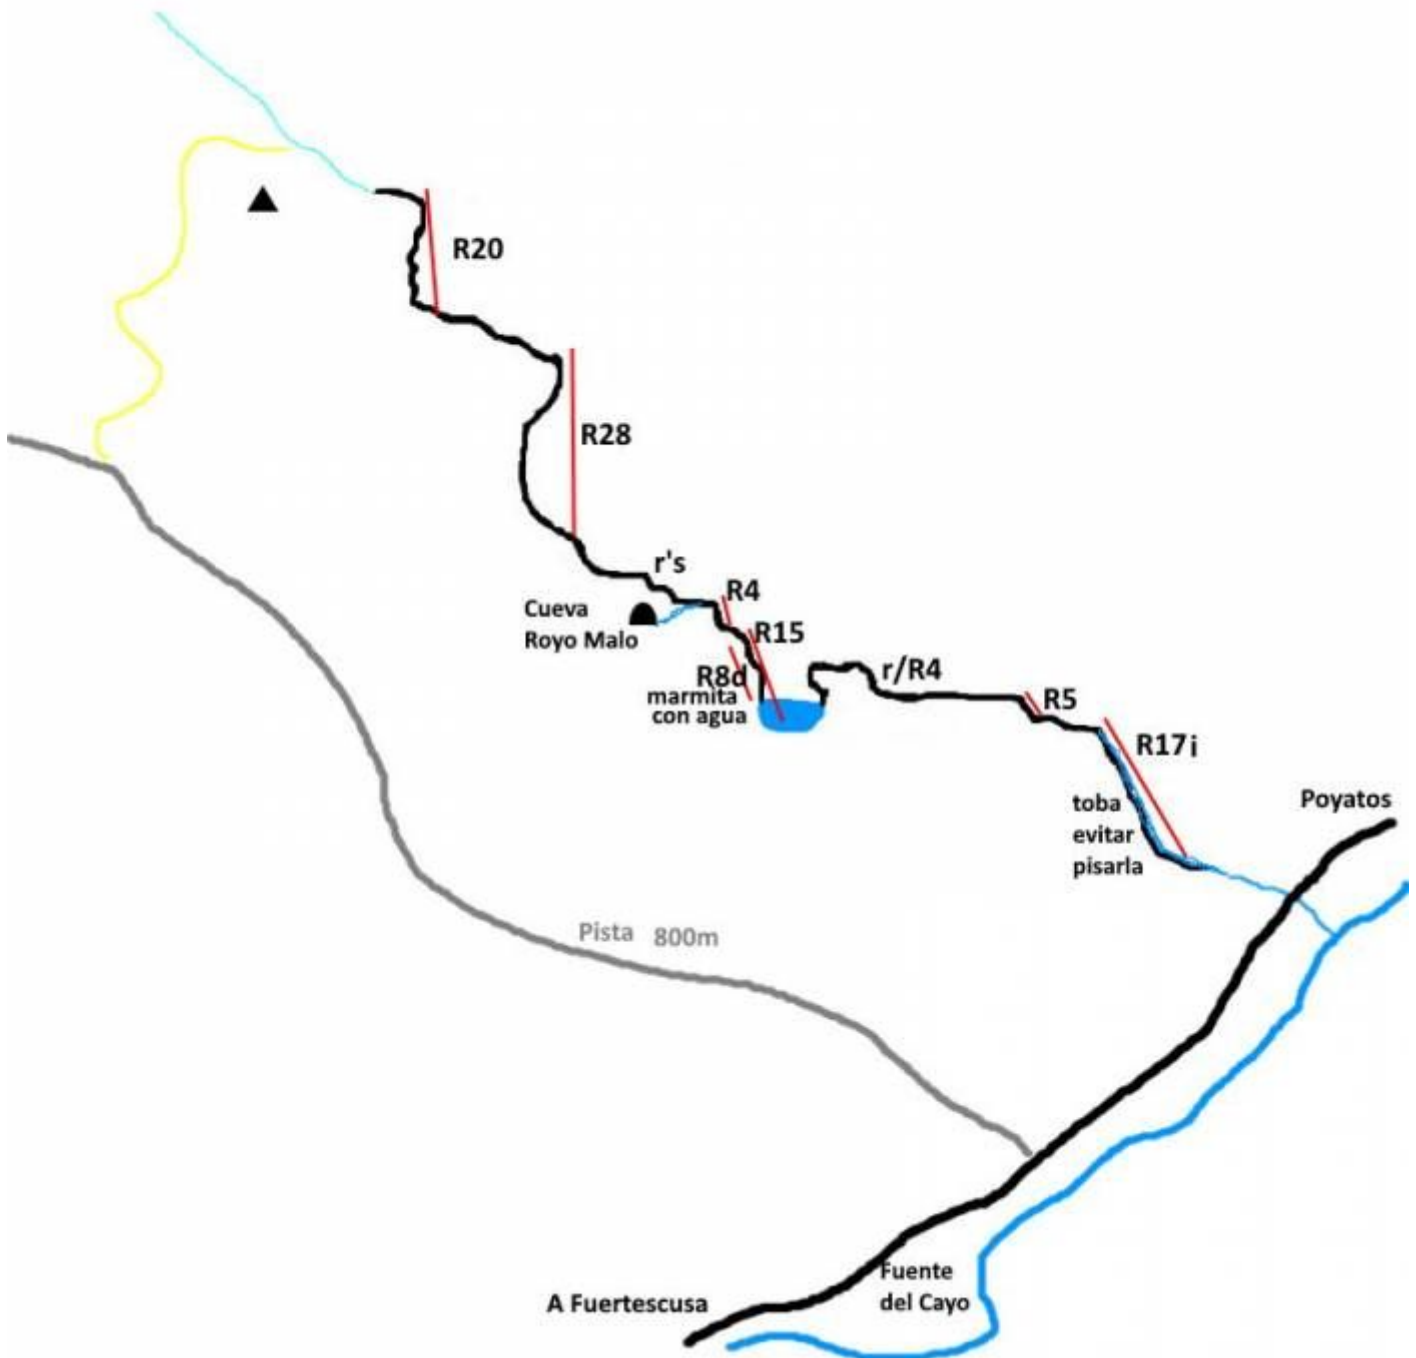 R20
R28
r's
R4
Cueva
Royo Malo
R15
R8d
marmita
con agua
r/R4
R5
R17i
toba
evitar
pisarla
Poyatos
Pista 800m
Fuente
del Cayo
A Fuertescusa